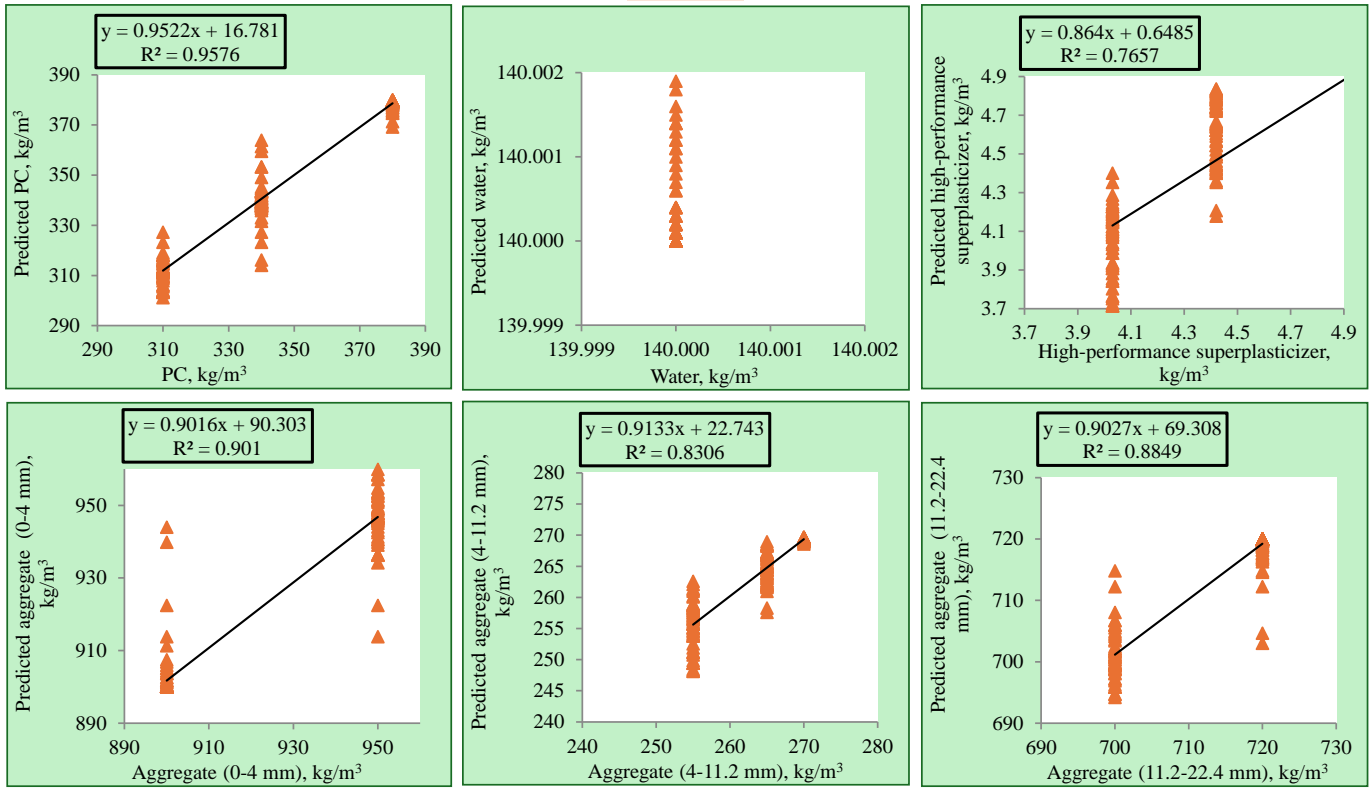 y = 0.9522x + 16.781
R² = 0.9576
Predicted PC, kg/m³
390
370
350
330
310
290
290 310 330 350 370 390
PC, kg/m³
Predicted water, kg/m³
140.002
140.001
140.000
139.999
139.999 140.000 140.001 140.002
Water, kg/m³
y = 0.864x + 0.6485
R² = 0.7657
Predicted high-performance
superplasticizer, kg/m³
4.9
4.7
4.5
4.3
4.1
3.9
3.7
3.7 3.9 4.1 4.3 4.5 4.7 4.9
High-performance superplasticizer,
kg/m³
y = 0.9016x + 90.303
R² = 0.901
Predicted aggregate (0-4 mm),
kg/m³
950
930
910
890
890 910 930 950
Aggregate (0-4 mm), kg/m³
y = 0.9133x + 22.743
R² = 0.8306
Predicted aggregate (4-11.2 mm),
kg/m³
280
275
270
265
260
255
250
245
240
240 250 260 270 280
Aggregate (4-11.2 mm), kg/m³
y = 0.9027x + 69.308
R² = 0.8849
Predicted aggregate (11.2-22.4
mm), kg/m³
730
720
710
700
690
690 700 710 720 730
Aggregate (11.2-22.4 mm), kg/m³